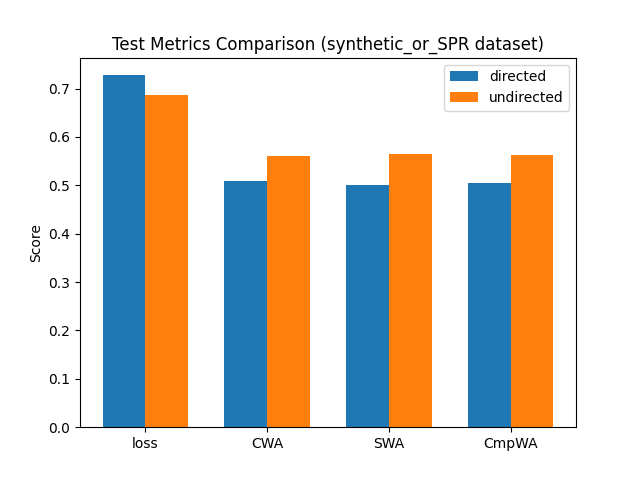 Test Metrics Comparison (synthetic_or_SPR dataset)
directed
undirected
Score
0.7
0.6
0.5
0.4
0.3
0.2
0.1
0.0
loss CWA SWA CmpWA